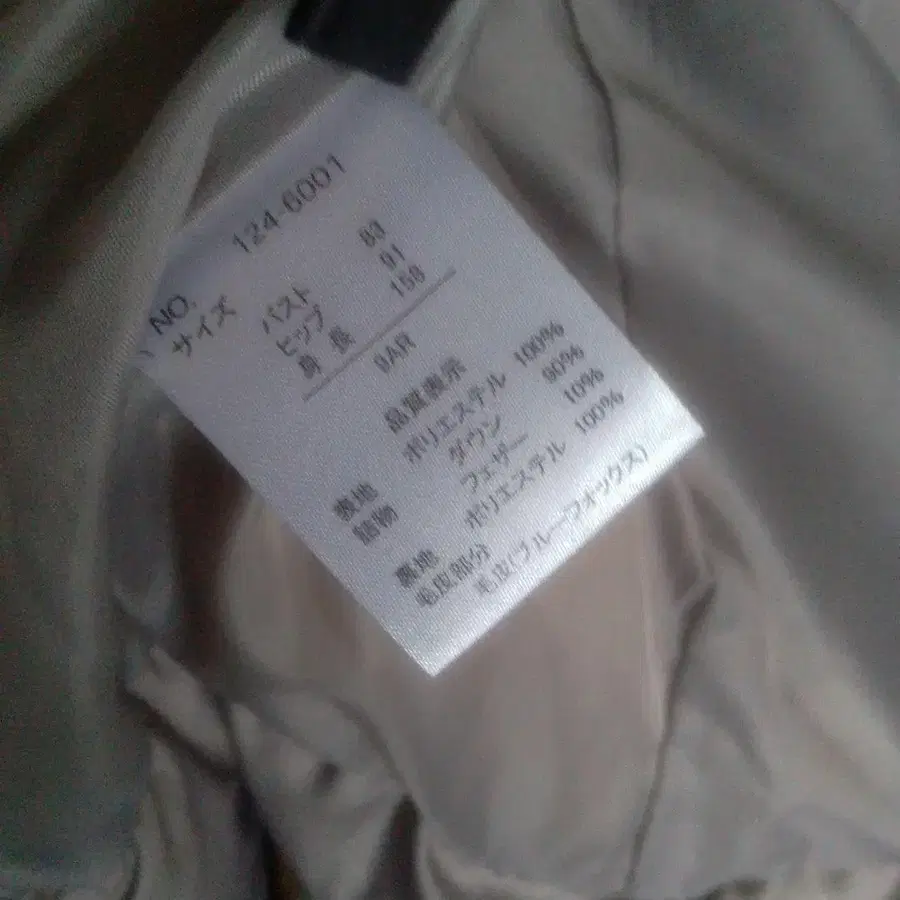 NO. 124-6001
サイズ バスト 83
ヒップ 91
身長 158
9AR
品質表示
表地 ポリエステル 100%
詰物 ダウン 90%
フェザー 10%
裏地 ポリエステル 100%
毛皮部分
毛皮(ブルーフォックス)